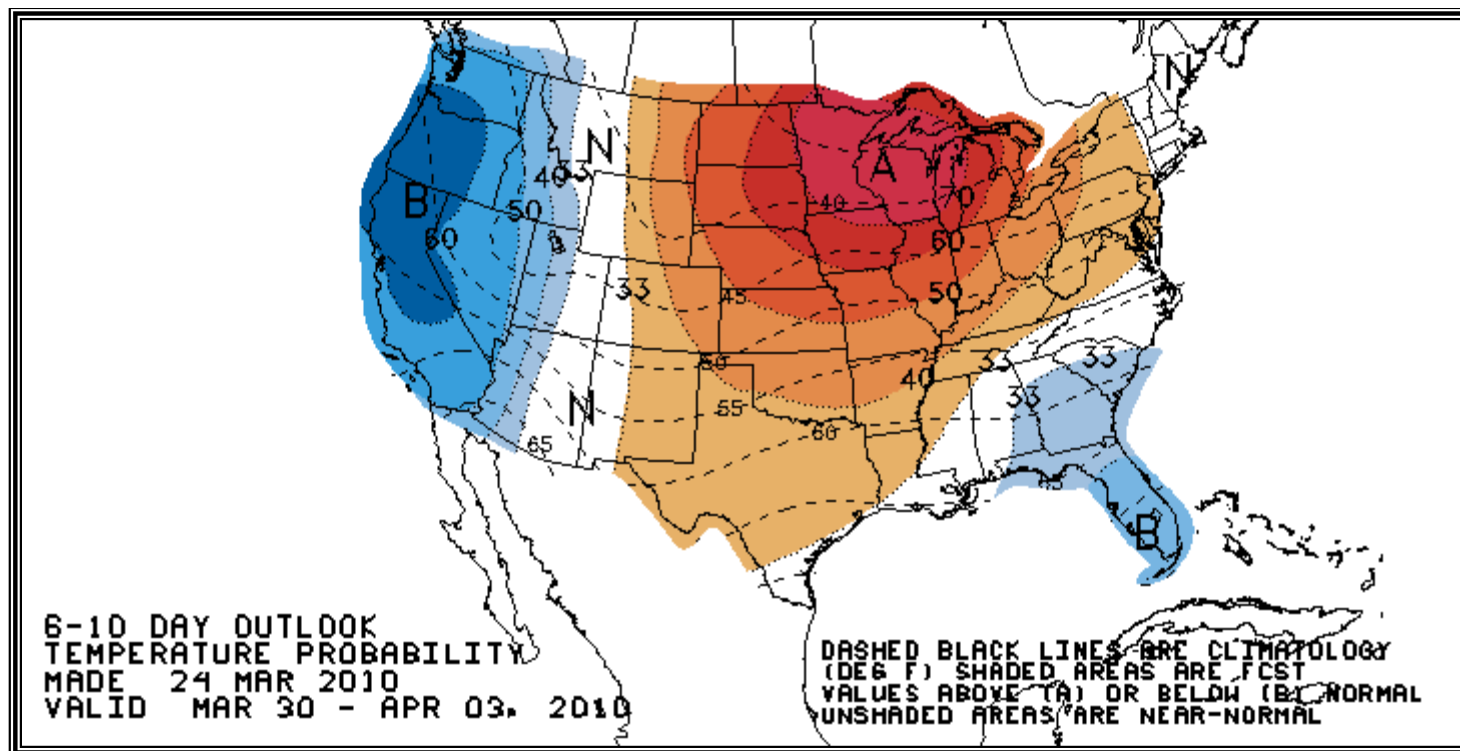 N
N
A
B
33
40
50
60
40
70
60
33
50
45
50
40
33
33
33
55
60
N
65
B
6-10 DAY OUTLOOK
TEMPERATURE PROBABILITY
MADE 24 MAR 2010
VALID MAR 30 - APR 03, 2010
DASHED BLACK LINES ARE CLIMATOLOGY
(DEG F) SHADED AREAS ARE FCST
VALUES ABOVE (A) OR BELOW (B) NORMAL
UNSHADED AREAS ARE NEAR-NORMAL